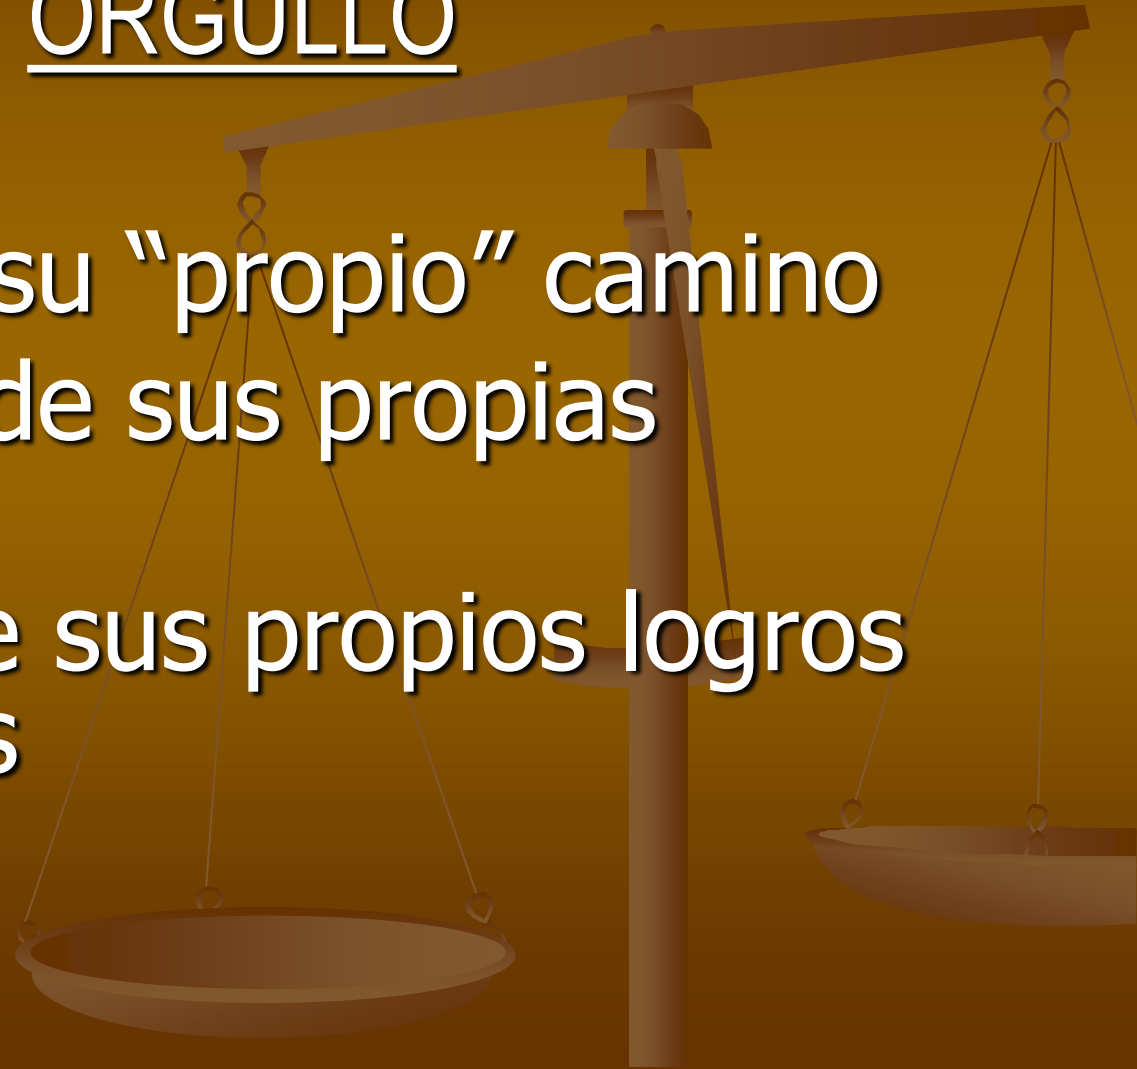 ORGULLO
su “propio” camino
de sus propias
e sus propios logros
s